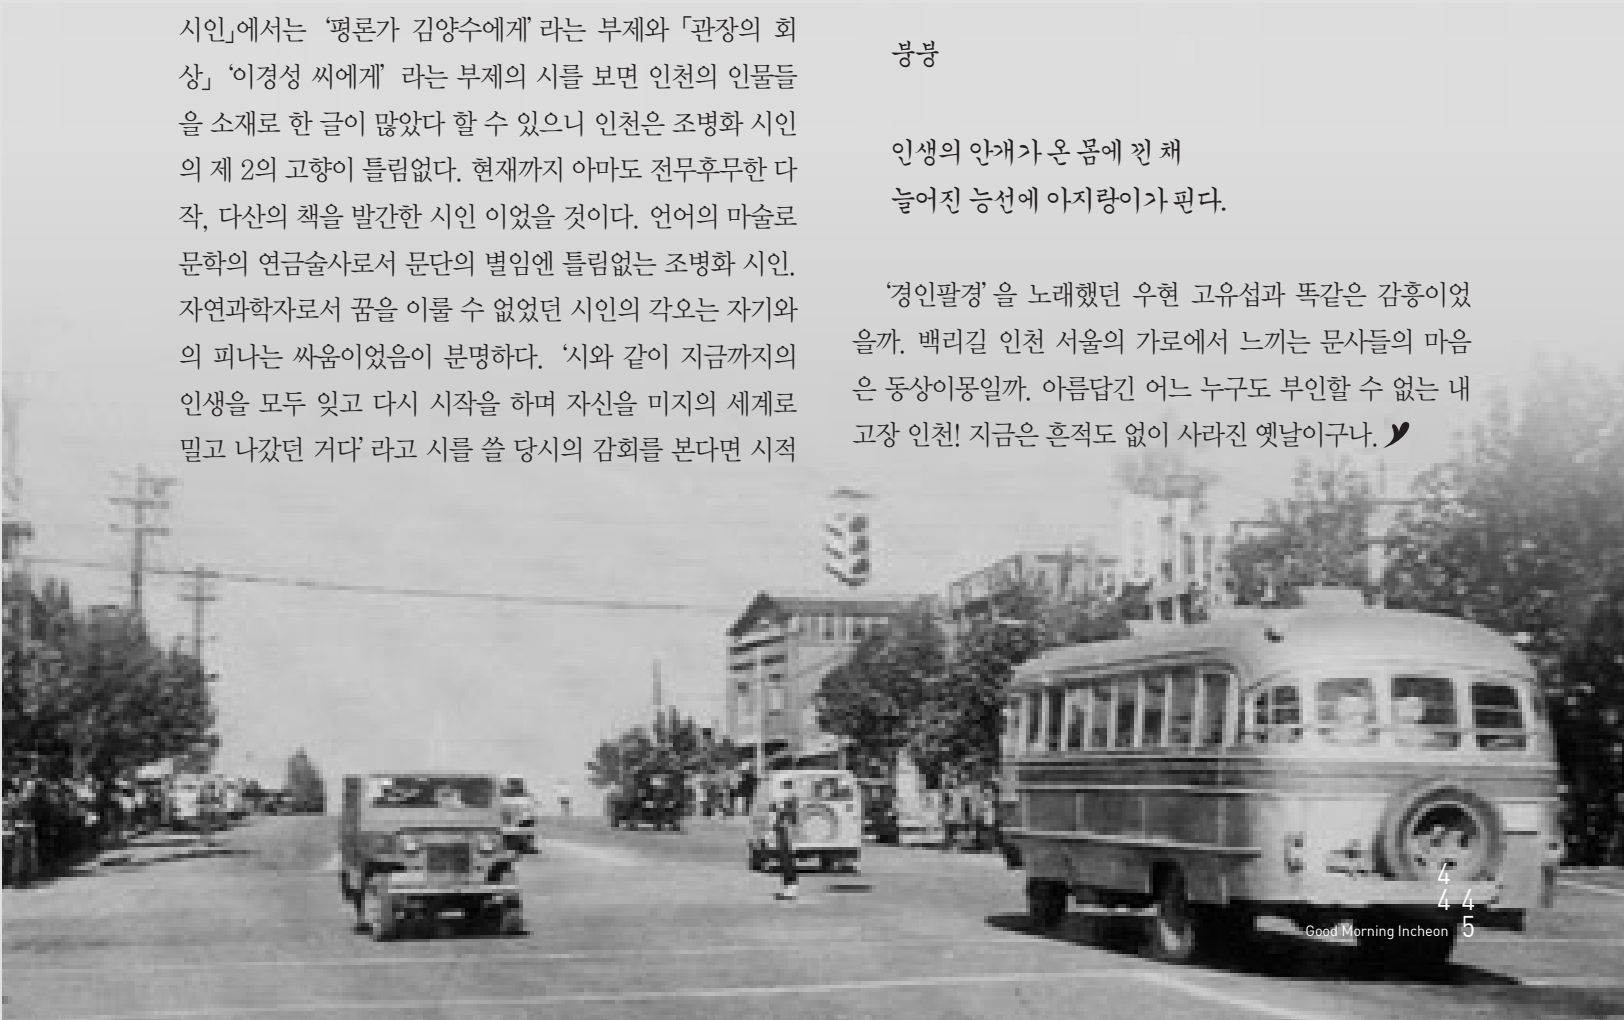 시인」에서는 ‘평론가 김양수에게’ 라는 부제와 「관장의 회
상」 ‘이경성 씨에게’ 라는 부제의 시를 보면 인천의 인물들
을 소재로 한 글이 많았다 할 수 있으니 인천은 조병화 시인
의 제 2의 고향이 틀림없다. 현재까지 아마도 전무후무한 다
작, 다산의 책을 발간한 시인 이었을 것이다. 언어의 마술로
문학의 연금술사로서 문단의 별임엔 틀림없는 조병화 시인.
자연과학자로서 꿈을 이룰 수 없었던 시인의 각오는 자기와
의 피나는 싸움이었음이 분명하다. ‘시와 같이 지금까지의
인생을 모두 잊고 다시 시작을 하며 자신을 미지의 세계로
밀고 나갔던 거다’ 라고 시를 쓸 당시의 감회를 본다면 시적
붕붕
인생의 안개가 온 몸에 낀 채
늘어진 능선에 아지랑이가 핀다.
‘경인팔경’ 을 노래했던 우현 고유섭과 똑같은 감흥이었
을까. 백리길 인천 서울의 가로에서 느끼는 문사들의 마음
은 동상이몽일까. 아름답긴 어느 누구도 부인할 수 없는 내
고장 인천! 지금은 흔적도 없이 사라진 옛날이구나.
4
4 4
Good Morning Incheon 5